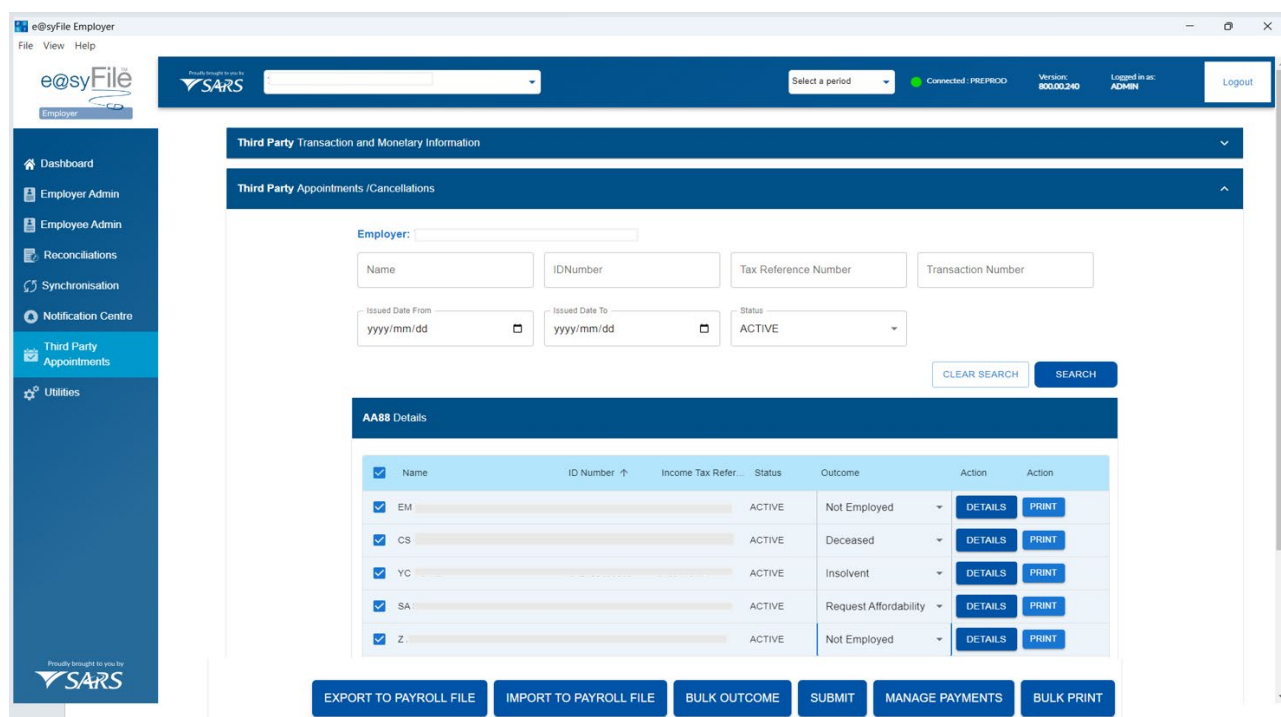 e@syFile Employer
File View Help
e@syFile
Employer
Proudly brought to you by
SARS
Select a period
Connected : PREPROD
Version:
800.00.240
Logged in as:
ADMIN
Logout
Dashboard
Employer Admin
Employee Admin
Reconciliations
Synchronisation
Notification Centre
Third Party
Appointments
Utilities
Proudly brought to you by
SARS
Third Party Transaction and Monetary Information
Third Party Appointments /Cancellations
Employer:
Name IDNumber Tax Reference Number Transaction Number
Issued Date From Issued Date To Status
yyyy/mm/dd yyyy/mm/dd ACTIVE
CLEAR SEARCH SEARCH
AA88 Details
Name ID Number ↑ Income Tax Refer... Status Outcome Action Action
EM ACTIVE Not Employed DETAILS PRINT
CS ACTIVE Deceased DETAILS PRINT
YC ACTIVE Insolvent DETAILS PRINT
SA ACTIVE Request Affordability DETAILS PRINT
Z ACTIVE Not Employed DETAILS PRINT
EXPORT TO PAYROLL FILE IMPORT TO PAYROLL FILE BULK OUTCOME SUBMIT MANAGE PAYMENTS BULK PRINT